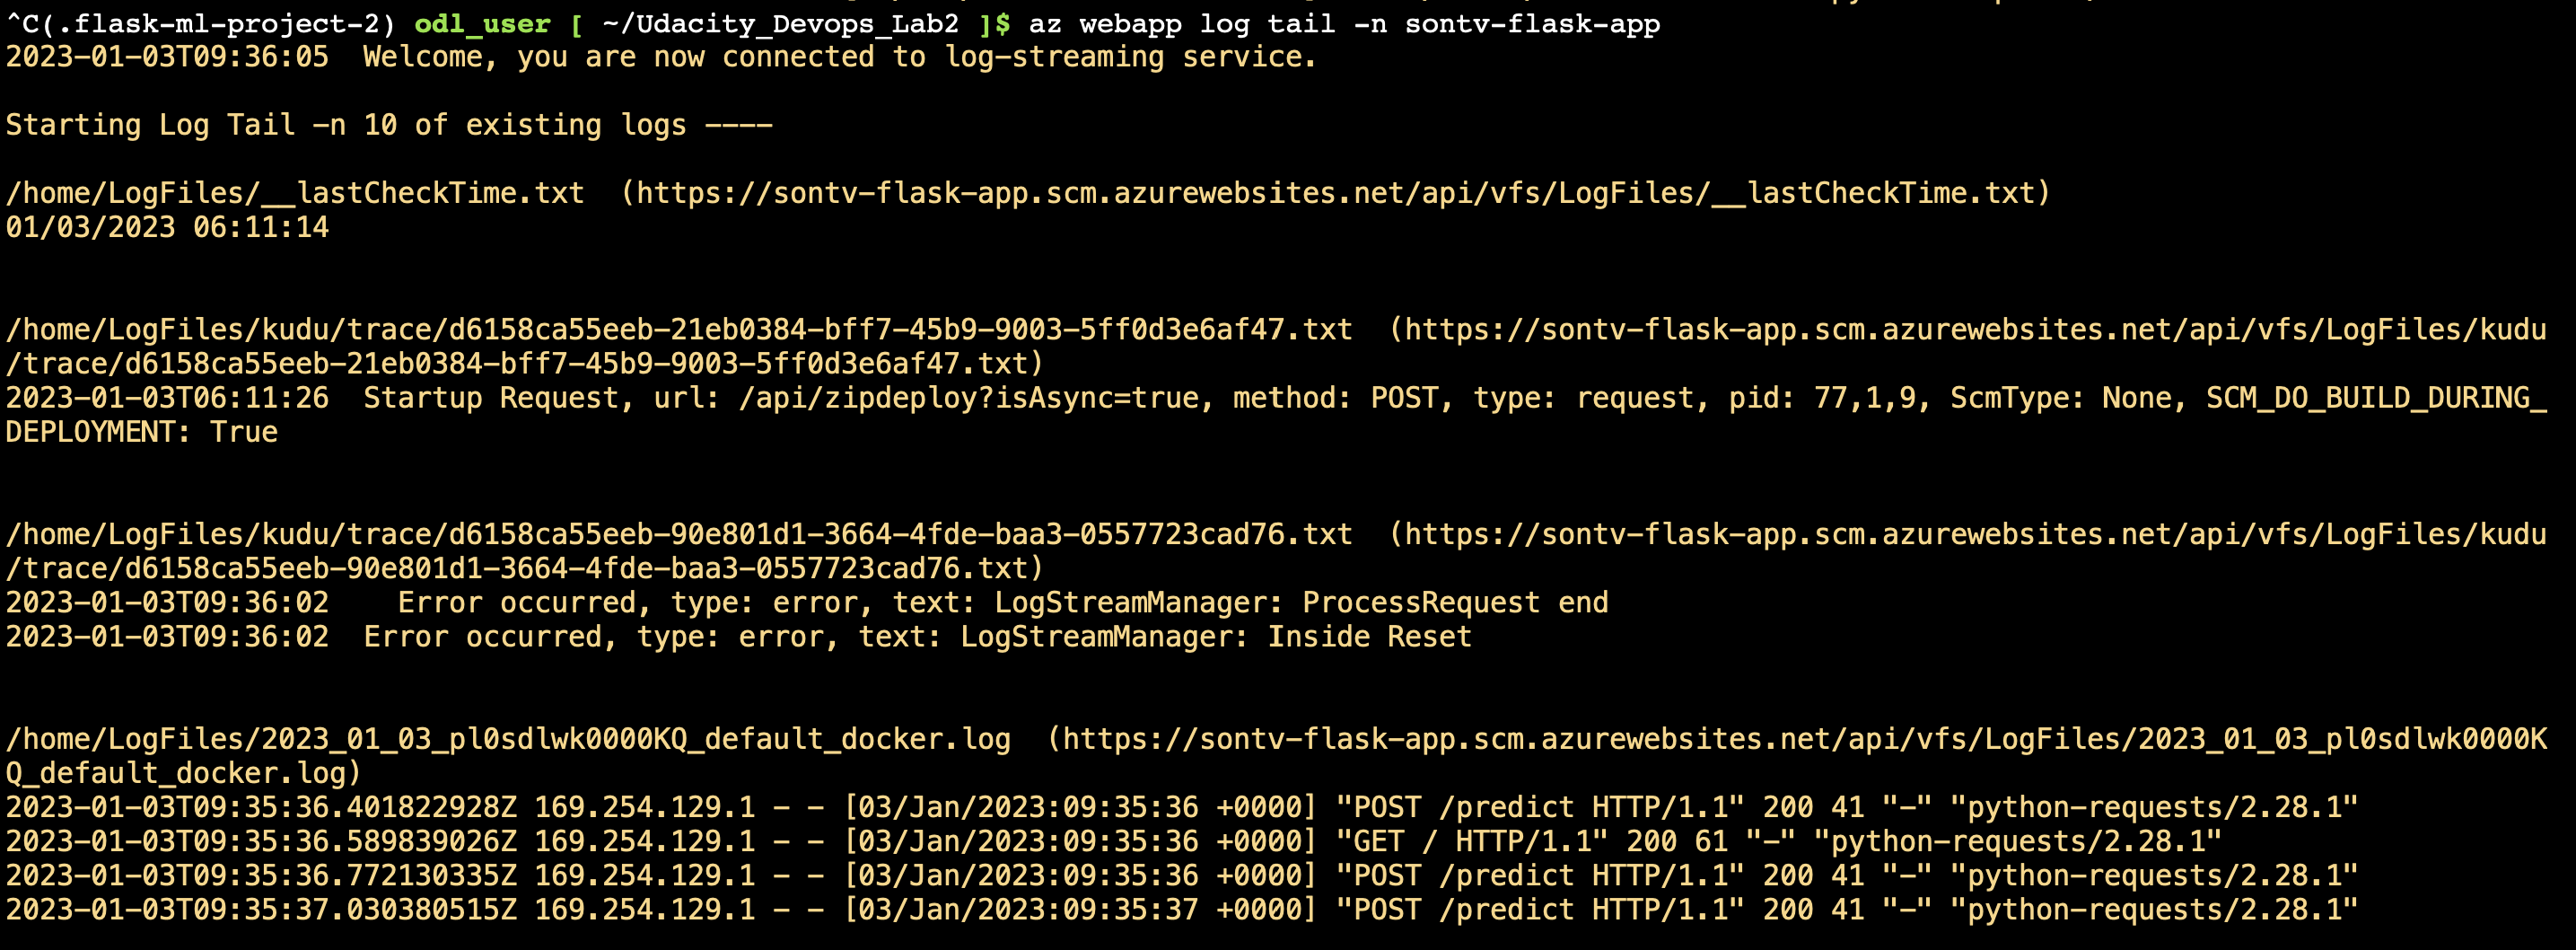 ^C(.flask-ml-project-2) odl_user [ ~/Udacity_Devops_Lab2 ]$ az webapp log tail -n sontv-flask-app
2023-01-03T09:36:05  Welcome, you are now connected to log-streaming service.
Starting Log Tail -n 10 of existing logs ----
/home/LogFiles/__lastCheckTime.txt  (https://sontv-flask-app.scm.azurewebsites.net/api/vfs/LogFiles/__lastCheckTime.txt)
01/03/2023 06:11:14
/home/LogFiles/kudu/trace/d6158ca55eeb-21eb0384-bff7-45b9-9003-5ff0d3e6af47.txt  (https://sontv-flask-app.scm.azurewebsites.net/api/vfs/LogFiles/kudu
/trace/d6158ca55eeb-21eb0384-bff7-45b9-9003-5ff0d3e6af47.txt)
2023-01-03T06:11:26  Startup Request, url: /api/zipdeploy?isAsync=true, method: POST, type: request, pid: 77,1,9, ScmType: None, SCM_DO_BUILD_DURING_
DEPLOYMENT: True
/home/LogFiles/kudu/trace/d6158ca55eeb-90e801d1-3664-4fde-baa3-0557723cad76.txt  (https://sontv-flask-app.scm.azurewebsites.net/api/vfs/LogFiles/kudu
/trace/d6158ca55eeb-90e801d1-3664-4fde-baa3-0557723cad76.txt)
2023-01-03T09:36:02    Error occurred, type: error, text: LogStreamManager: ProcessRequest end
2023-01-03T09:36:02  Error occurred, type: error, text: LogStreamManager: Inside Reset
/home/LogFiles/2023_01_03_pl0sdlwk0000KQ_default_docker.log  (https://sontv-flask-app.scm.azurewebsites.net/api/vfs/LogFiles/2023_01_03_pl0sdlwk0000K
Q_default_docker.log)
2023-01-03T09:35:36.401822928Z 169.254.129.1 - - [03/Jan/2023:09:35:36 +0000] "POST /predict HTTP/1.1" 200 41 "-" "python-requests/2.28.1"
2023-01-03T09:35:36.589839026Z 169.254.129.1 - - [03/Jan/2023:09:35:36 +0000] "GET / HTTP/1.1" 200 61 "-" "python-requests/2.28.1"
2023-01-03T09:35:36.772130335Z 169.254.129.1 - - [03/Jan/2023:09:35:36 +0000] "POST /predict HTTP/1.1" 200 41 "-" "python-requests/2.28.1"
2023-01-03T09:35:37.030380515Z 169.254.129.1 - - [03/Jan/2023:09:35:37 +0000] "POST /predict HTTP/1.1" 200 41 "-" "python-requests/2.28.1"